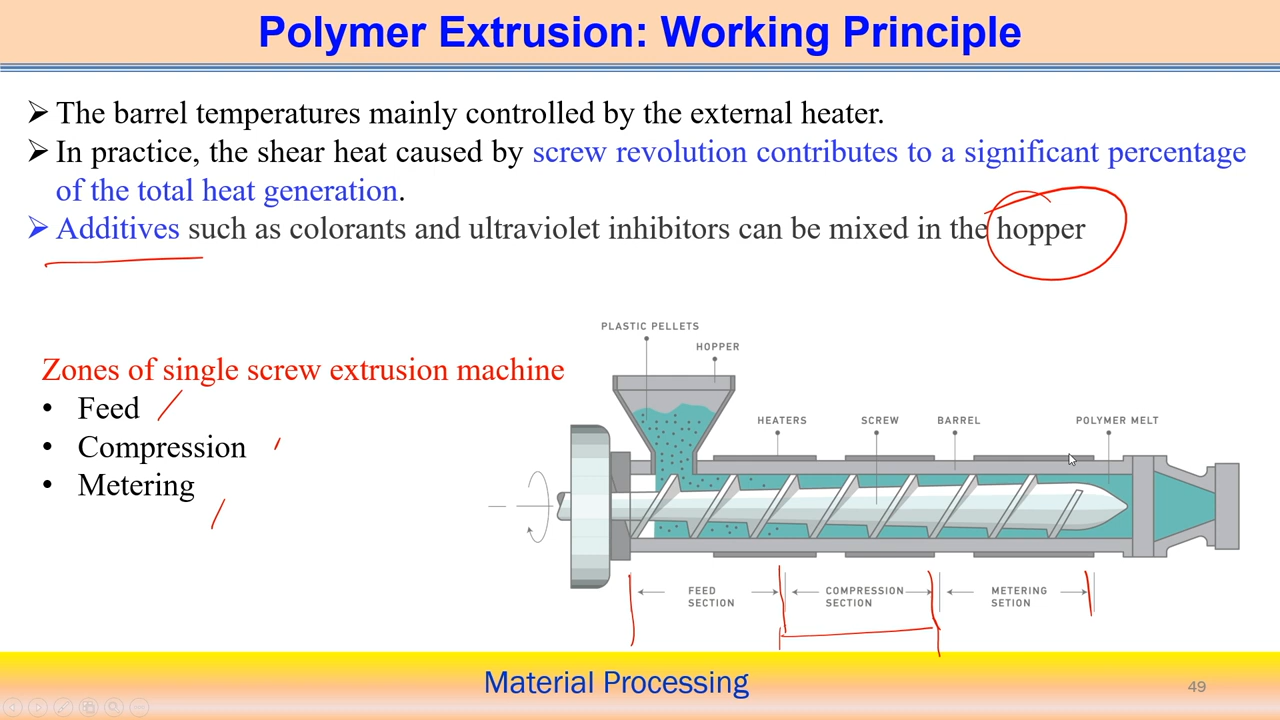 Polymer Extrusion: Working Principle
➢ The barrel temperatures mainly controlled by the external heater.
➢ In practice, the shear heat caused by screw revolution contributes to a significant percentage
of the total heat generation.
➢ Additives such as colorants and ultraviolet inhibitors can be mixed in the hopper
Zones of single screw extrusion machine
• Feed
• Compression
• Metering
PLASTIC PELLETS
HOPPER
HEATERS
SCREW
BARREL
POLYMER MELT
FEED
SECTION
COMPRESSION
SECTION
METERING
SETION
Material Processing
49